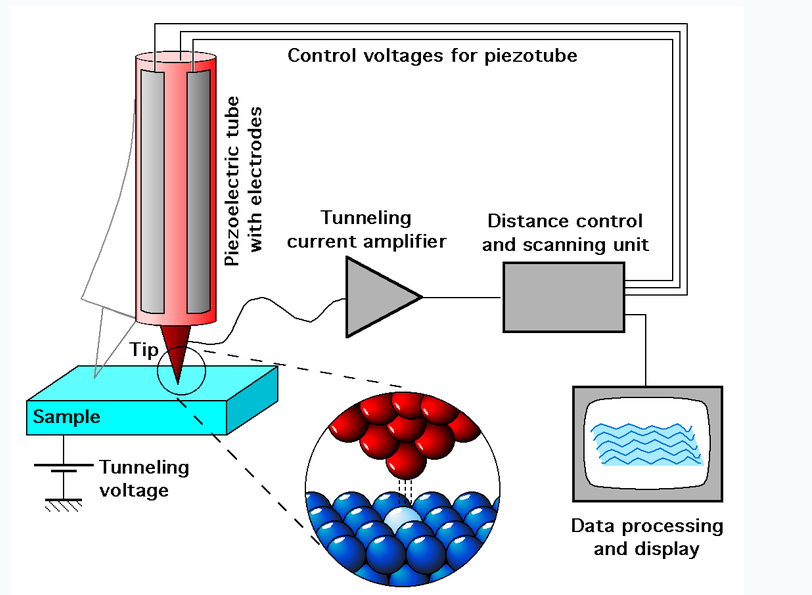 Control voltages for piezotube
Piezoelectric tube
with electrodes
Tunneling
current amplifier
Distance control
and scanning unit
Tip
Sample
Tunneling
voltage
Data processing
and display